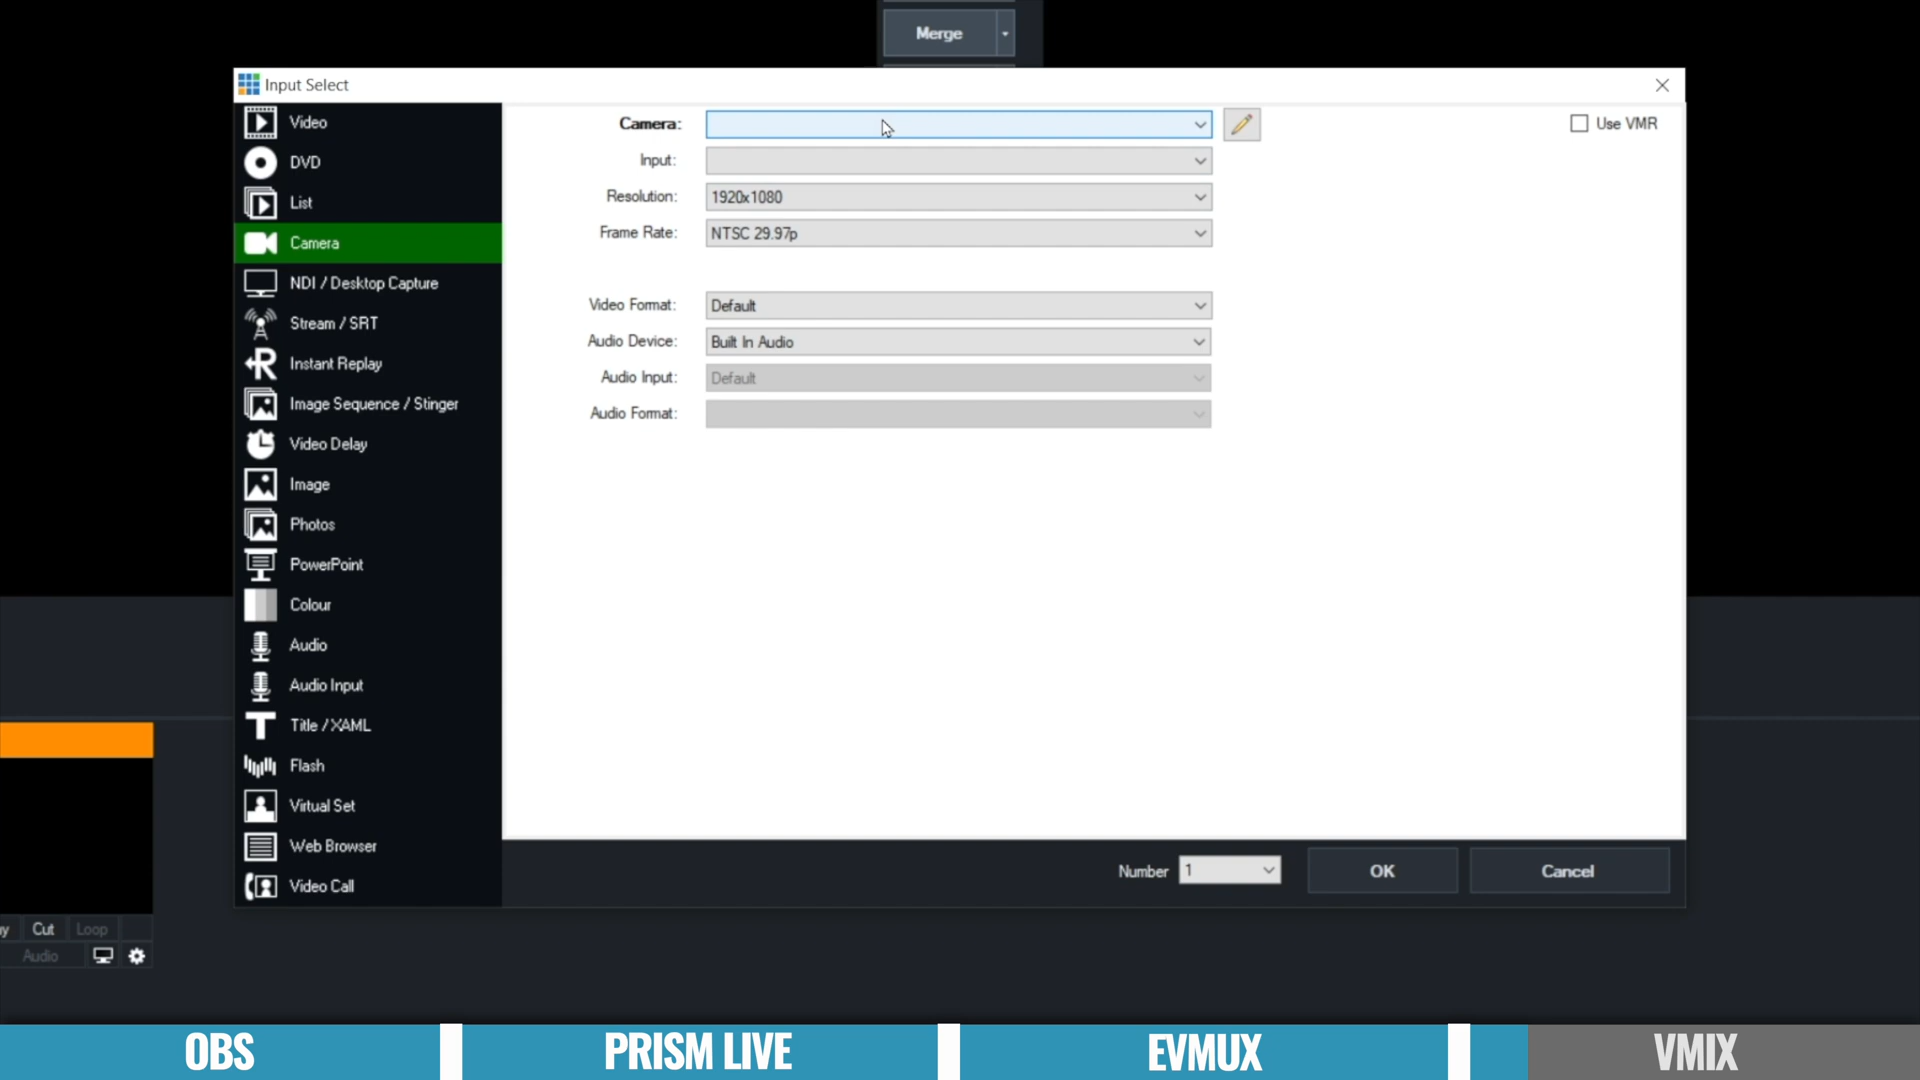 Merge
Input Select
Video
DVD
List
Camera
NDI / Desktop Capture
Stream / SRT
Instant Replay
Image Sequence / Stinger
Video Delay
Image
Photos
PowerPoint
Colour
Audio
Audio Input
Title / XAML
Flash
Virtual Set
Web Browser
Video Call
Camera:
Use VMR
Input:
Resolution: 1920x1080
Frame Rate: NTSC 29.97p
Video Format: Default
Audio Device: Built In Audio
Audio Input: Default
Audio Format:
Number 1 OK Cancel
Cut Loop
Audio
OBS PRISM LIVE EVMUX VMIX